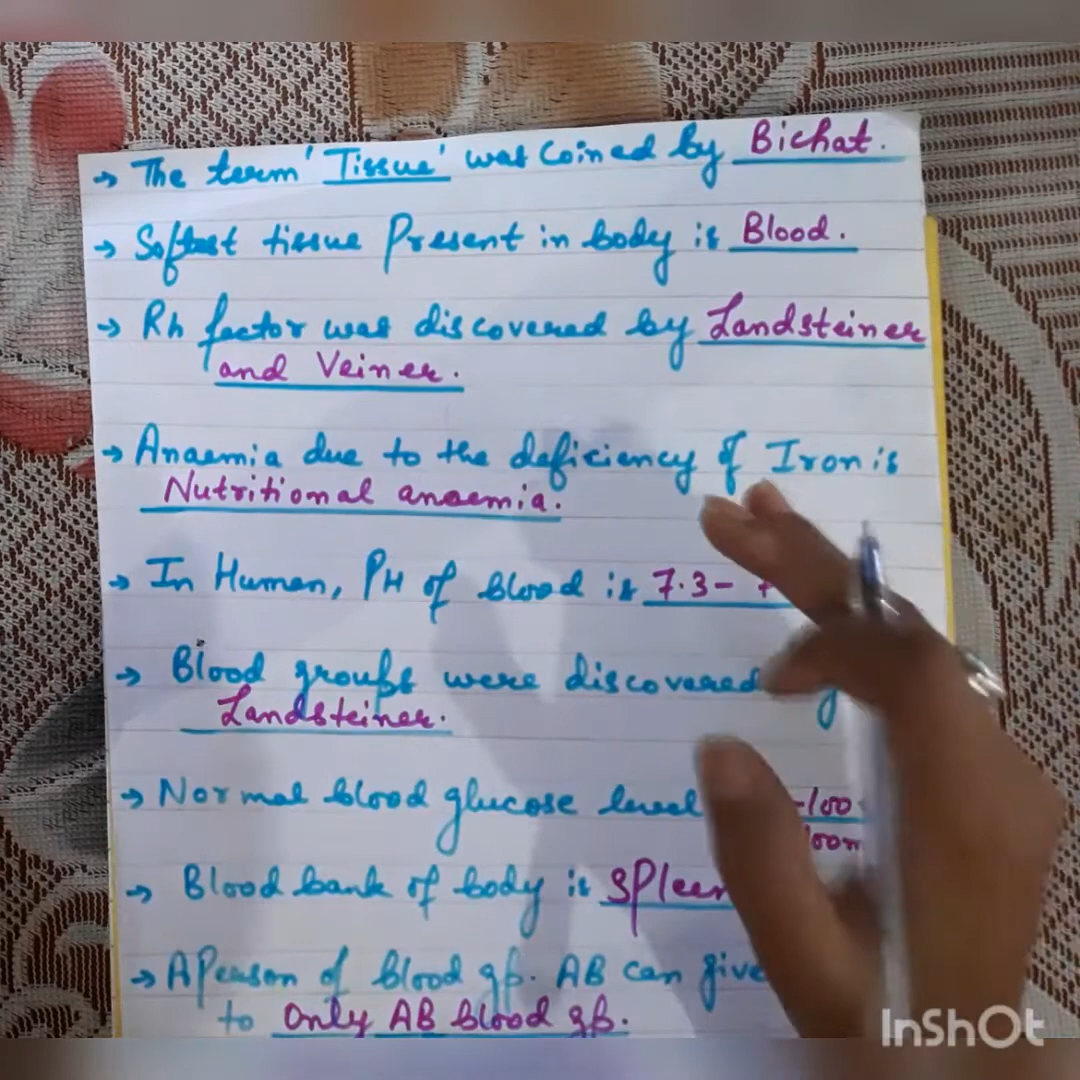 → The term 'Tissue' was coined by Bichat.
→ Softest tissue Present in body is Blood.
→ Rh factor was discovered by Landsteiner
and Veiner.
→ Anaemia due to the deficiency of Iron is
Nutritional anaemia.
→ In Human, PH of blood is 7.3-
→ Blood groups were discovered
Landsteiner.
→ Normal blood glucose level -100
→ Blood bank of body is spleen
→ A Person of blood gp. AB can give
to only AB blood gp.
InShOt